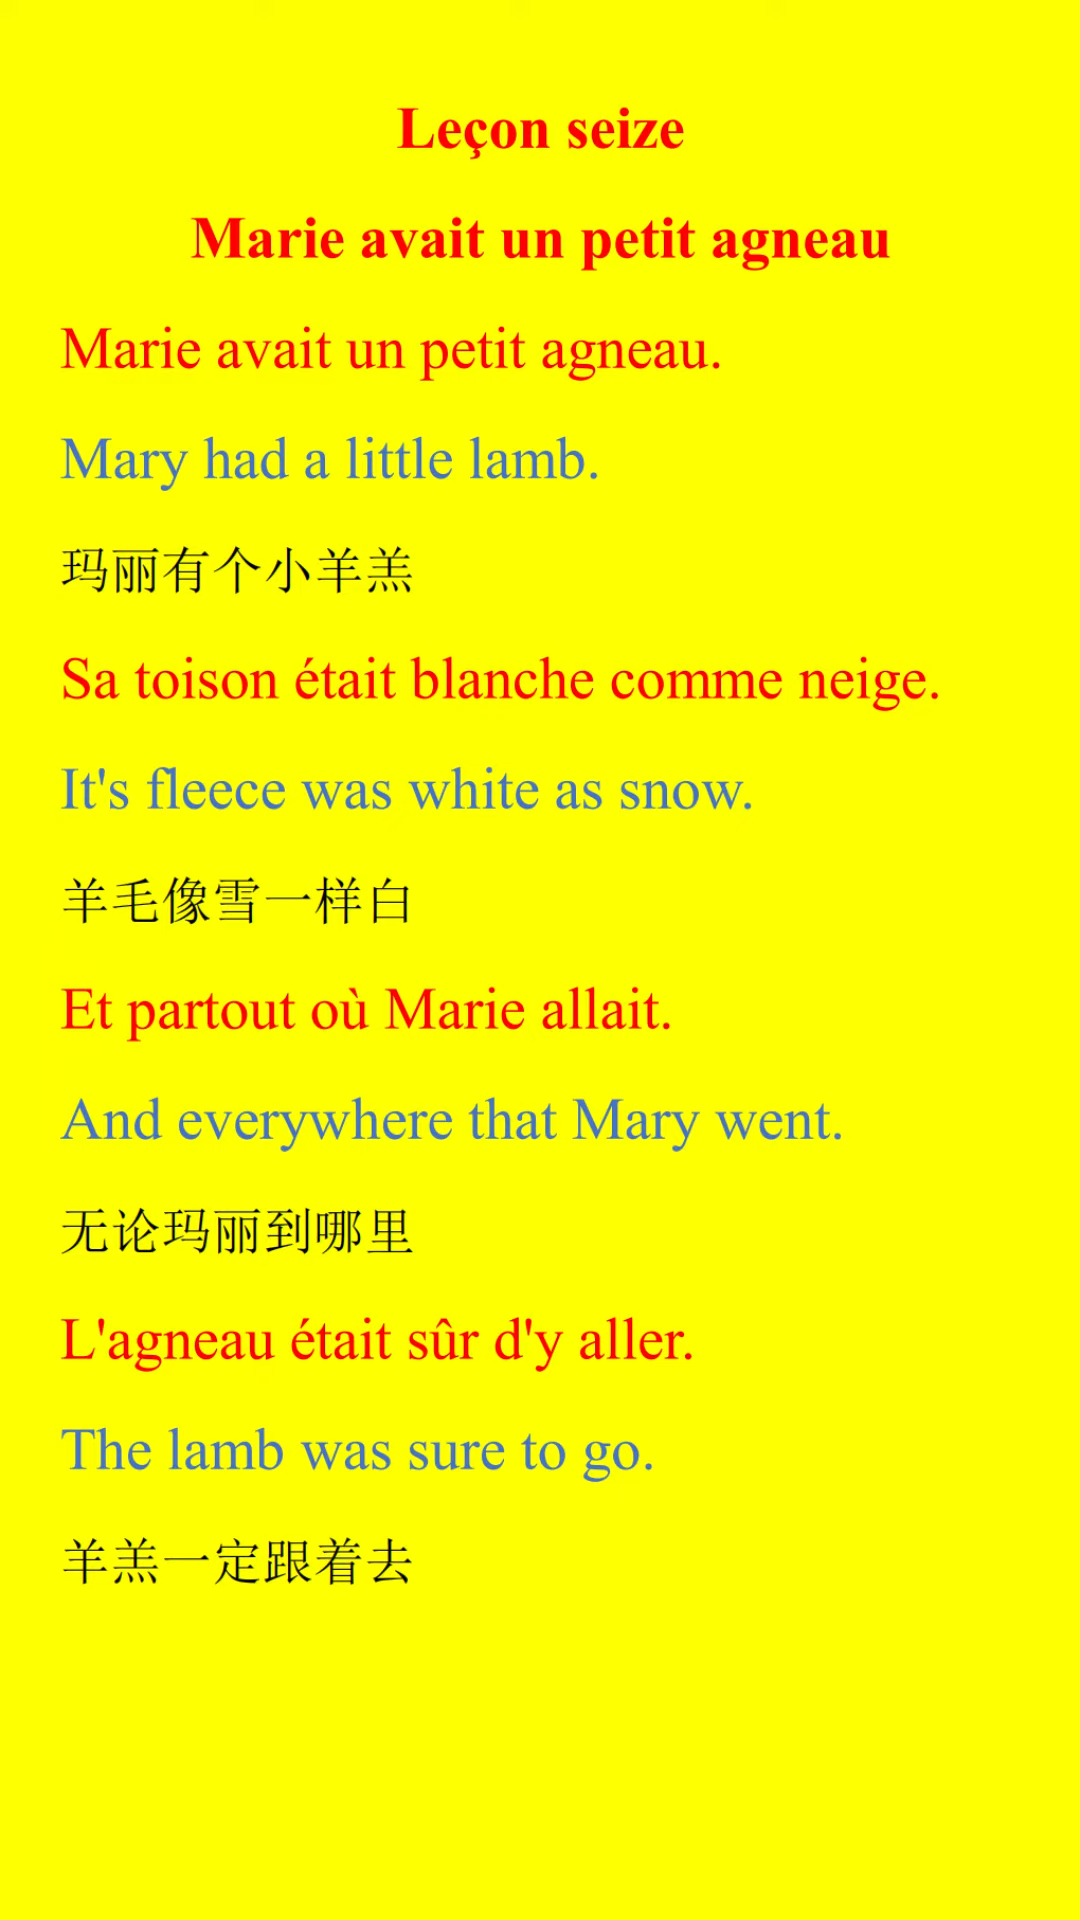 Leçon seize
Marie avait un petit agneau
Marie avait un petit agneau.
Mary had a little lamb.
玛丽有个小羊羔
Sa toison était blanche comme neige.
It's fleece was white as snow.
羊毛像雪一样白
Et partout où Marie allait.
And everywhere that Mary went.
无论玛丽到哪里
L'agneau était sûr d'y aller.
The lamb was sure to go.
羊羔一定跟着去